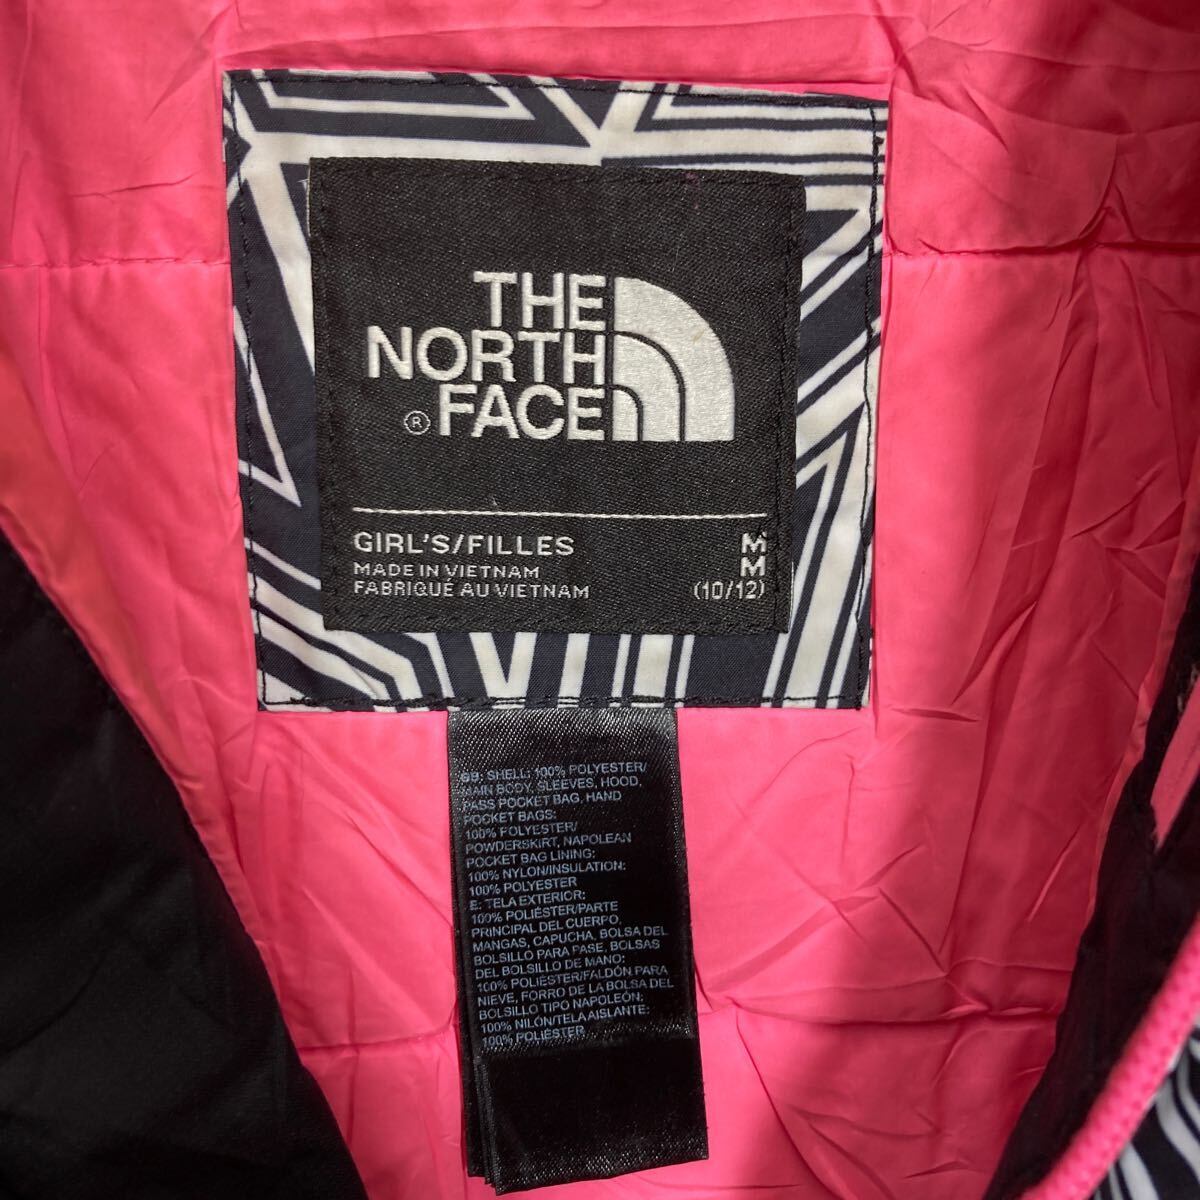 THE
NORTH
® FACE
GIRL'S/FILLES M
MADE IN VIETNAM M
FABRIQUÉ AU VIETNAM (10/12)
GB: SHELL: 100% POLYESTER/
MAIN BODY, SLEEVES, HOOD,
PASS POCKET BAG, HAND
POCKET BAGS:
100% POLYESTER/
POWDERSKIRT, NAPOLEAN
POCKET BAG LINING:
100% NYLON/INSULATION:
100% POLYESTER
E: TELA EXTERIOR:
100% POLIÉSTER/PARTE
PRINCIPAL DEL CUERPO,
MANGAS, CAPUCHA, BOLSA DEL
BOLSILLO PARA PASE, BOLSAS
DEL BOLSILLO DE MANO:
100% POLIÉSTER/FALDÓN PARA
NIEVE, FORRO DE LA BOLSA DEL
BOLSILLO TIPO NAPOLEÓN:
100% NILÓN/TELA AISLANTE:
100% POLIÉSTER